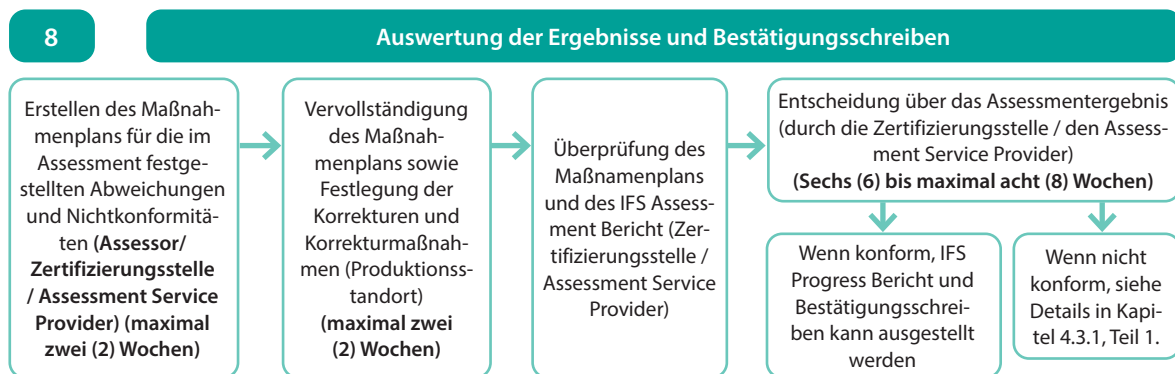 8
Auswertung der Ergebnisse und Bestätigungsschreiben
Erstellen des Maßnah-
menplans für die im
Assessment festge-
stellten Abweichungen
und Nichtkonformitä-
ten (Assessor/
Zertifizierungsstelle
/ Assessment Service
Provider) (maximal
zwei (2) Wochen)
Vervollständigung
des Maßnah-
menplans sowie
Festlegung der
Korrekturen und
Korrekturmaßnah-
men (Produktionss-
tandort)
(maximal zwei
(2) Wochen)
Überprüfung des
Maßnamenplans
und des IFS Assess-
ment Bericht (Zer-
tifizierungsstelle /
Assessment Service
Provider)
Entscheidung über das Assessmentergebnis
(durch die Zertifizierungsstelle / den Assess-
ment Service Provider)
(Sechs (6) bis maximal acht (8) Wochen)
Wenn konform, IFS
Progress Bericht und
Bestätigungsschrei-
ben kann ausgestellt
werden
Wenn nicht
konform, siehe
Details in Kapi-
tel 4.3.1, Teil 1.